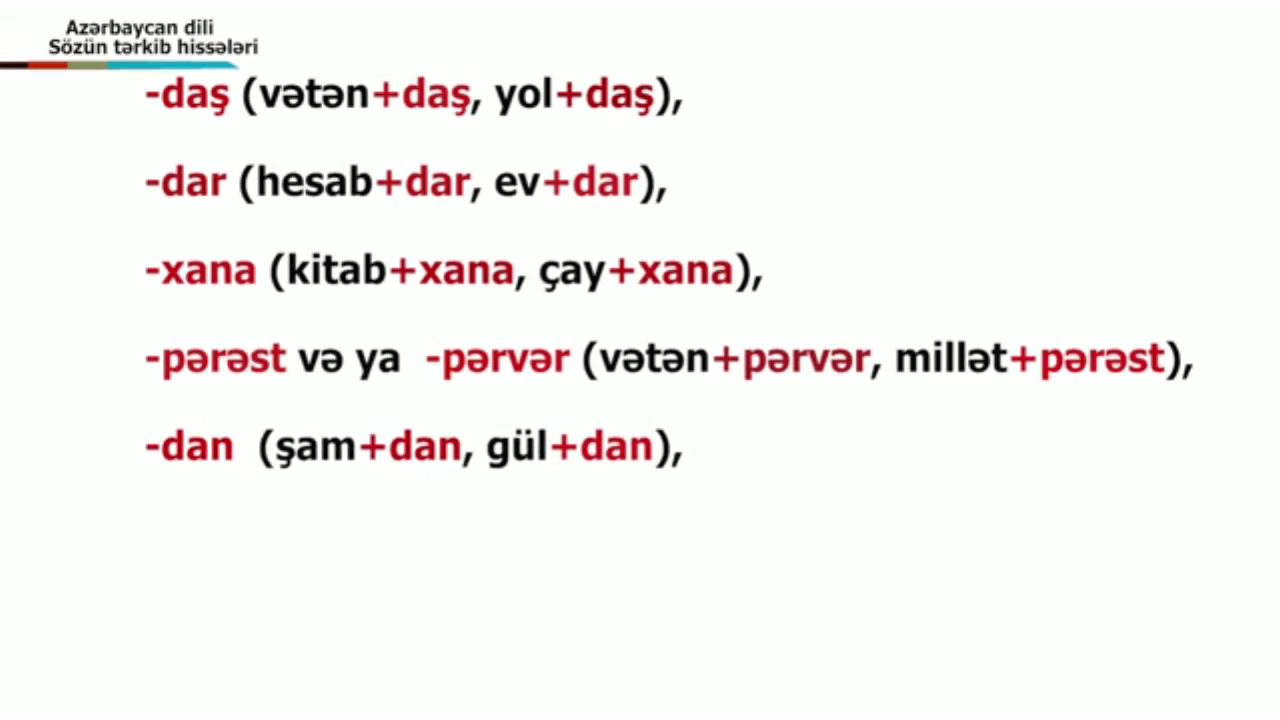 Azərbaycan dili
Sözün tərkib hissələri
-daş (vətən+daş, yol+daş),
-dar (hesab+dar, ev+dar),
-xana (kitab+xana, çay+xana),
-pərəst və ya -pərvər (vətən+pərvər, millət+pərəst),
-dan (şam+dan, gül+dan),